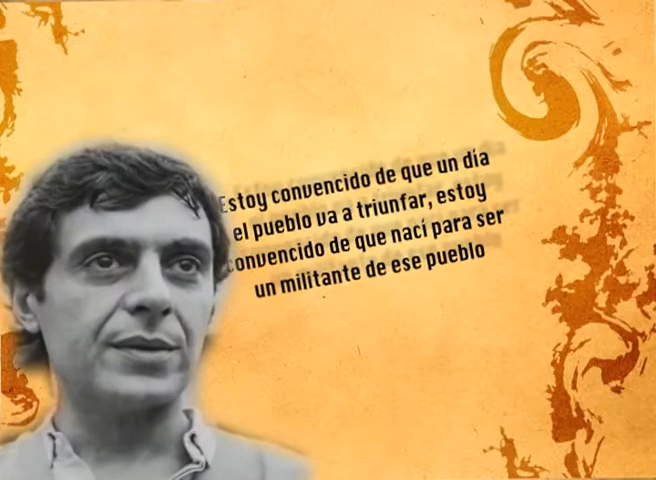 Estoy convencido de que un día
el pueblo va a triunfar, estoy
convencido de que nací para ser
un militante de ese pueblo